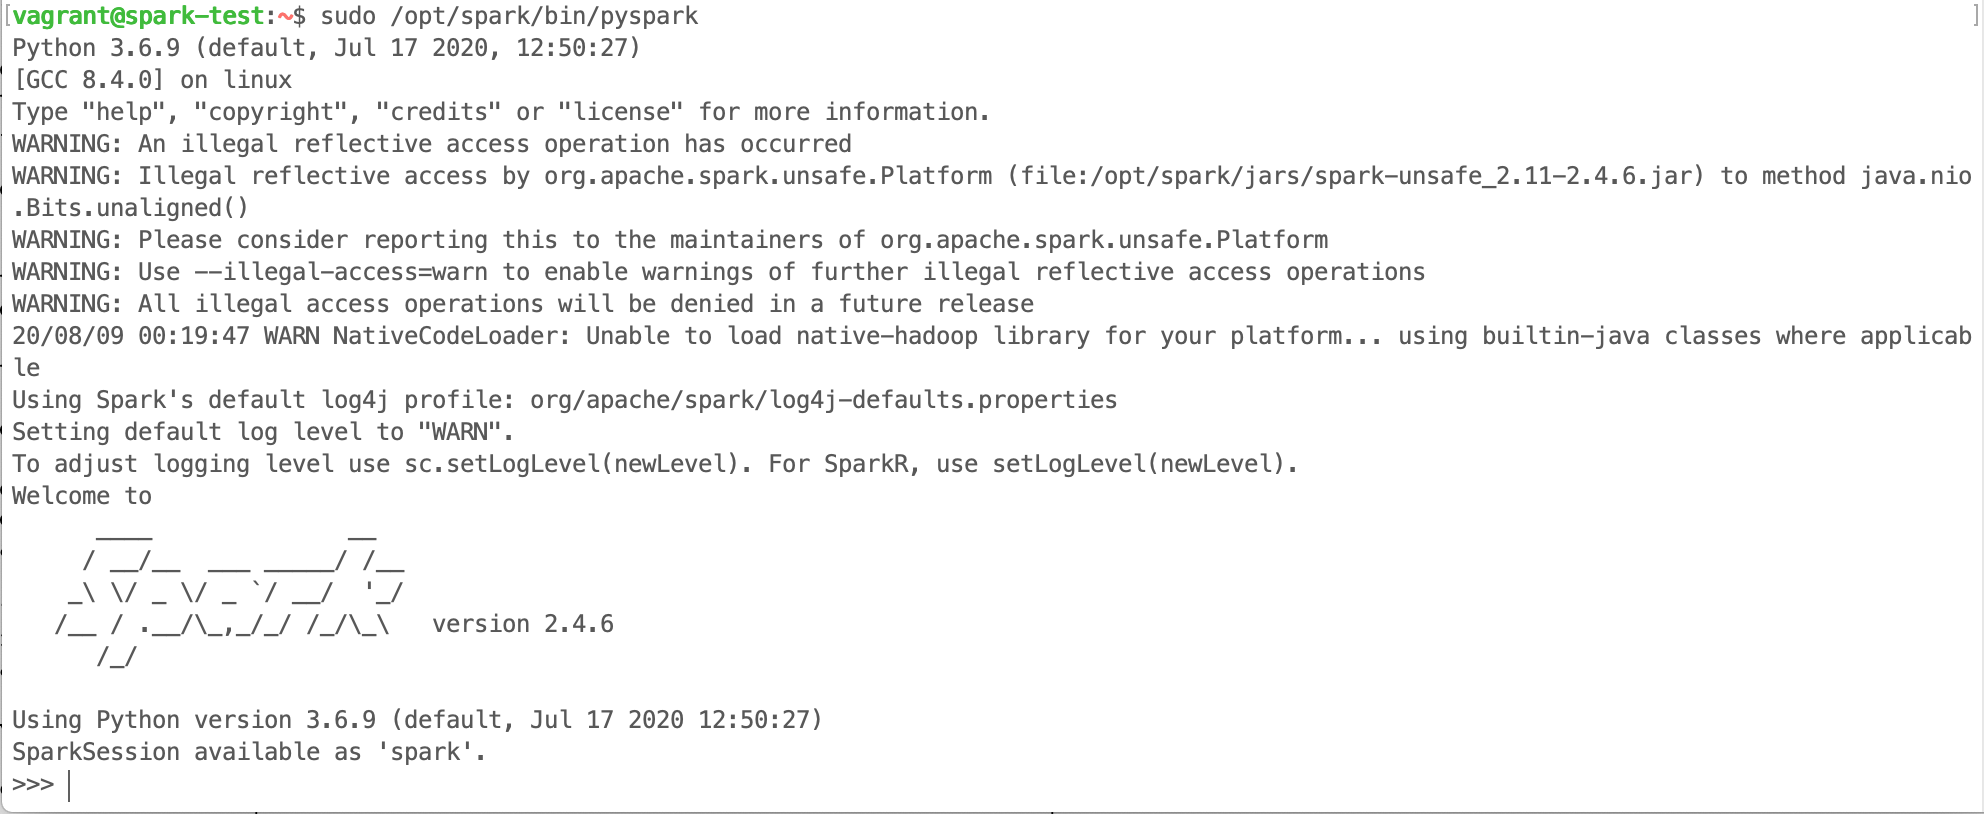 [vagrant@spark-test:~$ sudo /opt/spark/bin/pyspark ]
Python 3.6.9 (default, Jul 17 2020, 12:50:27)
[GCC 8.4.0] on linux
Type "help", "copyright", "credits" or "license" for more information.
WARNING: An illegal reflective access operation has occurred
WARNING: Illegal reflective access by org.apache.spark.unsafe.Platform (file:/opt/spark/jars/spark-unsafe_2.11-2.4.6.jar) to method java.nio
.Bits.unaligned()
WARNING: Please consider reporting this to the maintainers of org.apache.spark.unsafe.Platform
WARNING: Use --illegal-access=warn to enable warnings of further illegal reflective access operations
WARNING: All illegal access operations will be denied in a future release
20/08/09 00:19:47 WARN NativeCodeLoader: Unable to load native-hadoop library for your platform... using builtin-java classes where applicab
le
Using Spark's default log4j profile: org/apache/spark/log4j-defaults.properties
Setting default log level to "WARN".
To adjust logging level use sc.setLogLevel(newLevel). For SparkR, use setLogLevel(newLevel).
Welcome to
      ____              __
     / __/__  ___ _____/ /__
    _\ \/ _ \/ _ `/ __/  '_/
   /__ / .__/\_,_/_/ /_/\_\   version 2.4.6
      /_/

Using Python version 3.6.9 (default, Jul 17 2020 12:50:27)
SparkSession available as 'spark'.
>>>